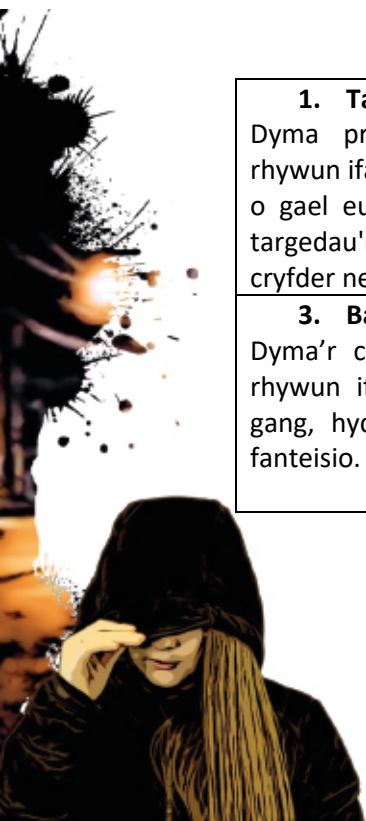 1. Ta
Dyma pr
rhywun ifa
o gael eu
targedau'r
cryfder ne
3. Ba
Dyma'r c
rhywun if
gang, hyd
fanteisio.